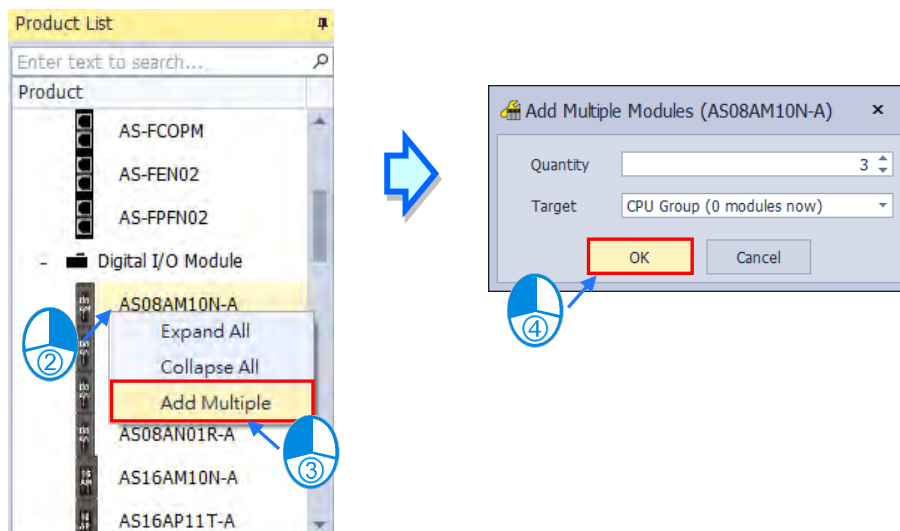 Product List
Enter text to search...
Product
AS-FCOPM
AS-FEN02
AS-FPFN02
Digital I/O Module
AS08AM10N-A
②
Expand All
Collapse All
Add Multiple
AS08AN01R-A
③
AS16AM10N-A
AS16AP11T-A
Add Multiple Modules (AS08AM10N-A)
Quantity 3
Target CPU Group (0 modules now)
OK Cancel
④